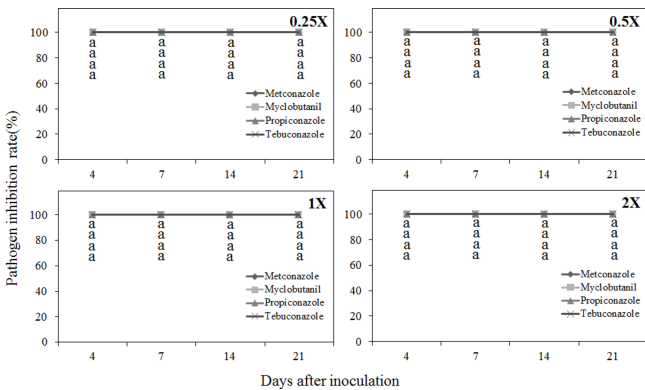 Pathogen inhibition rate(%)
0.25X
100
80
60
40
20
0
a a a a
a a a a
a a a a
a a a a
Metconazole
Myclobutanil
Propiconazole
Tebuconazole
4 7 14 21
0.5X
100
80
60
40
20
0
a a a a
a a a a
a a a a
a a a a
Metconazole
Myclobutanil
Propiconazole
Tebuconazole
4 7 14 21
1X
100
80
60
40
20
0
a a a a
a a a a
a a a a
a a a a
Metconazole
Myclobutanil
Propiconazole
Tebuconazole
4 7 14 21
2X
100
80
60
40
20
0
a a a a
a a a a
a a a a
a a a a
Metconazole
Myclobutanil
Propiconazole
Tebuconazole
4 7 14 21
Days after inoculation